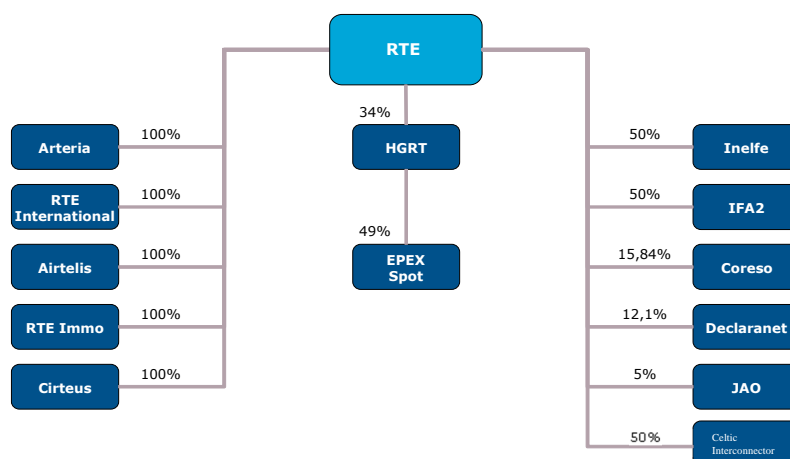 RTE
34%
Arteria
100%
HGRT
50%
Inelfe
RTE
International
100%
50%
IFA2
49%
Airtelis
100%
EPEX
Spot
15,84%
Coreso
RTE Immo
100%
12,1%
Declaranet
Cirteus
100%
5%
JAO
50%
Celtic
Interconnector